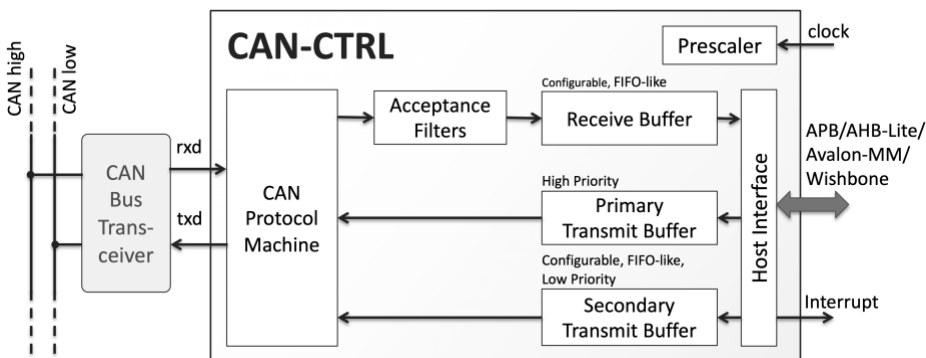 CAN high
CAN low
CAN-CTRL
Prescaler
clock
rxd
txd
CAN
Bus
Trans-
ceiver
CAN
Protocol
Machine
Acceptance
Filters
Configurable, FIFO-like
Receive Buffer
High Priority
Primary
Transmit Buffer
Configurable, FIFO-like,
Low Priority
Secondary
Transmit Buffer
Host Interface
APB/AHB-Lite/
Avalon-MM/
Wishbone
Interrupt